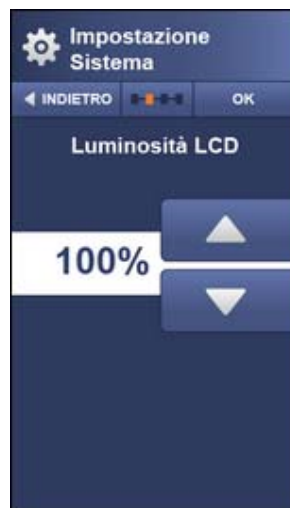 Impostazione
Sistema
INDIETRO OK
Luminosità LCD
100%